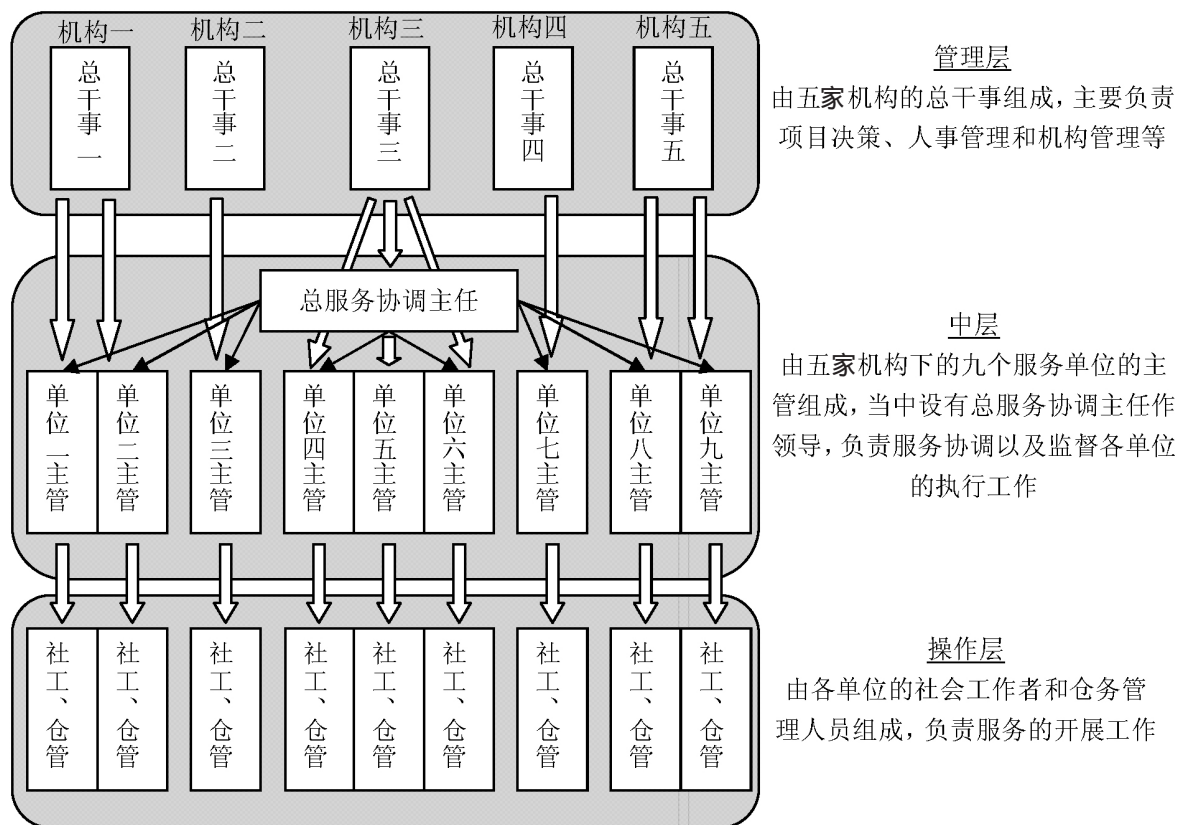 机构一 机构二 机构三 机构四 机构五
总干事一 总干事二 总干事三 总干事四 总干事五
管理层
由五家机构的总干事组成，主要负责
项目决策、人事管理和机构管理等
总服务协调主任
单位一主管 单位二主管 单位三主管 单位四主管 单位五主管 单位六主管 单位七主管 单位八主管 单位九主管
中层
由五家机构下的九个服务单位的主
管组成，当中设有总服务协调主任作
领导，负责服务协调以及监督各单位
的执行工作
社工、仓管 社工、仓管 社工、仓管 社工、仓管 社工、仓管 社工、仓管 社工、仓管 社工、仓管 社工、仓管
操作层
由各单位的社会工作者和仓务管
理人员组成，负责服务的开展工作